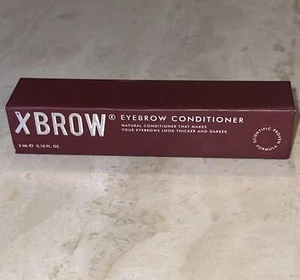 XBROW®
EYEBROW CONDITIONER
NATURAL CONDITIONER THAT MAKES
YOUR EYEBROWS LOOK THICKER AND DARKER
3 ML ℮ 0.10 FL. OZ.
SCIENTIFIC PROVEN FORMULA